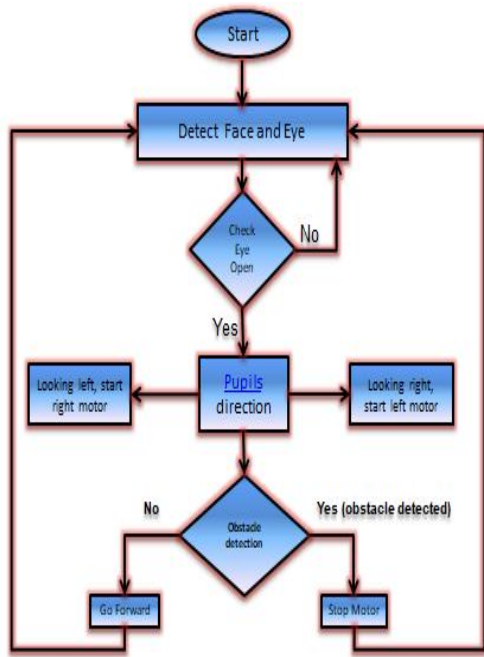 Start
Detect Face and Eye
Check
Eye
Open
No
Yes
Pupils
direction
Looking left, start
right motor
Looking right,
start left motor
No
Yes (obstacle detected)
Obstacle
detection
Go Forward
Stop Motor